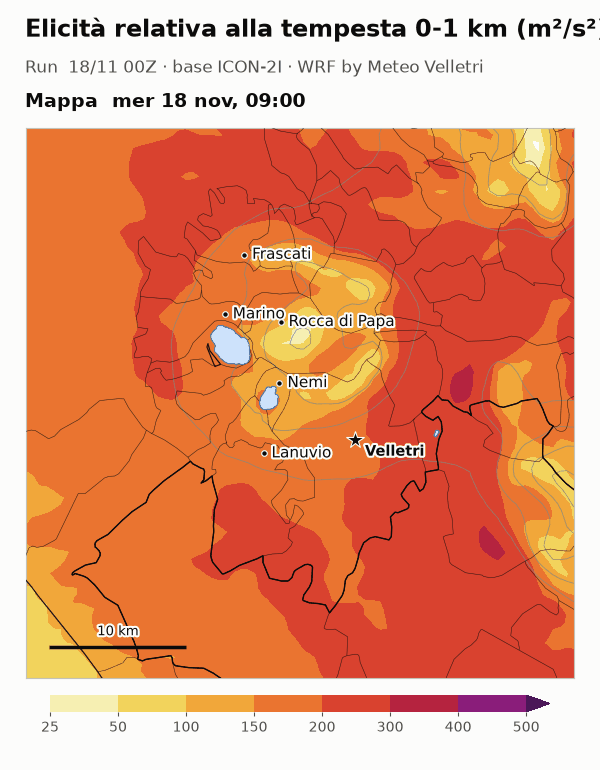 Elicità relativa alla tempesta 0-1 km (m²/s²)
Run  18/11 00Z · base ICON-2I · WRF by Meteo Velletri
Mappa  mer 18 nov, 09:00
Frascati
Marino
Rocca di Papa
Nemi
Velletri
Lanuvio
10 km
25 50 100 150 200 300 400 500